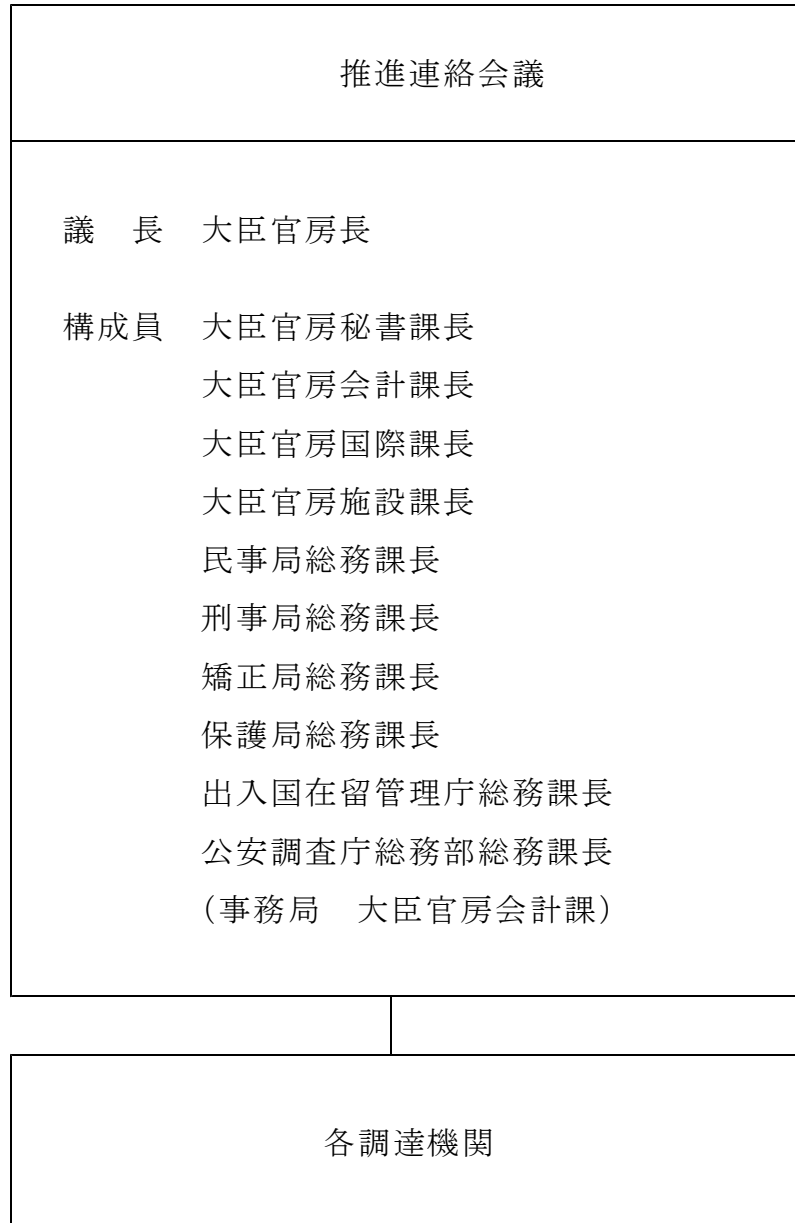 推進連絡会議
議　長　大臣官房長
構成員　大臣官房秘書課長
大臣官房会計課長
大臣官房国際課長
大臣官房施設課長
民事局総務課長
刑事局総務課長
矯正局総務課長
保護局総務課長
出入国在留管理庁総務課長
公安調査庁総務部総務課長
（事務局　大臣官房会計課）
各調達機関